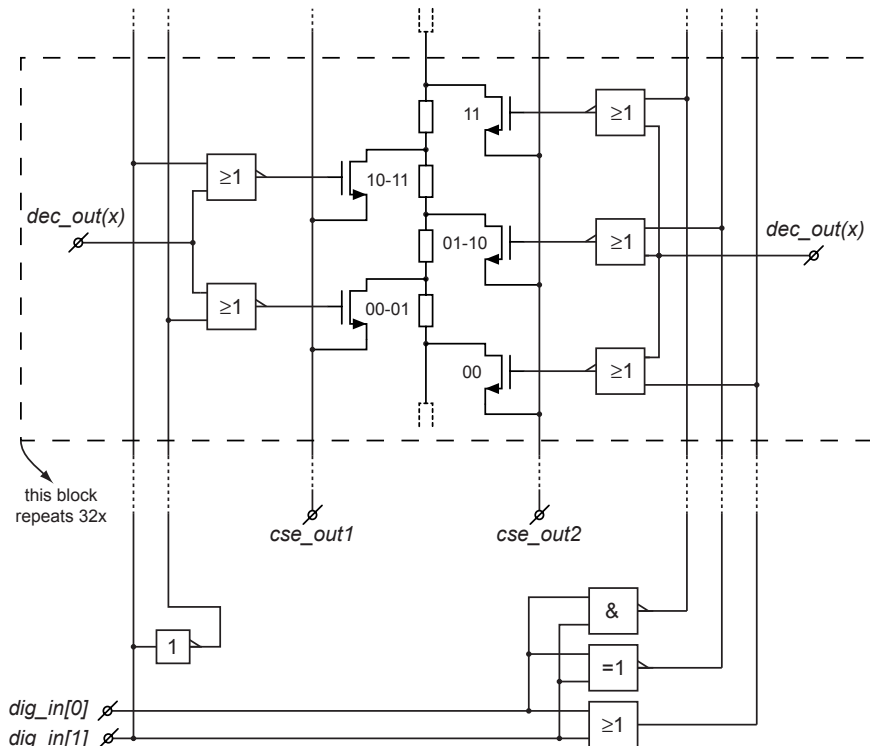 11
≥1
≥1
10-11
dec_out(x)
01-10
≥1
dec_out(x)
≥1
00-01
00
≥1
this block
repeats 32x
cse_out1
cse_out2
&
1
=1
dig_in[0]
≥1
dig_in[1]